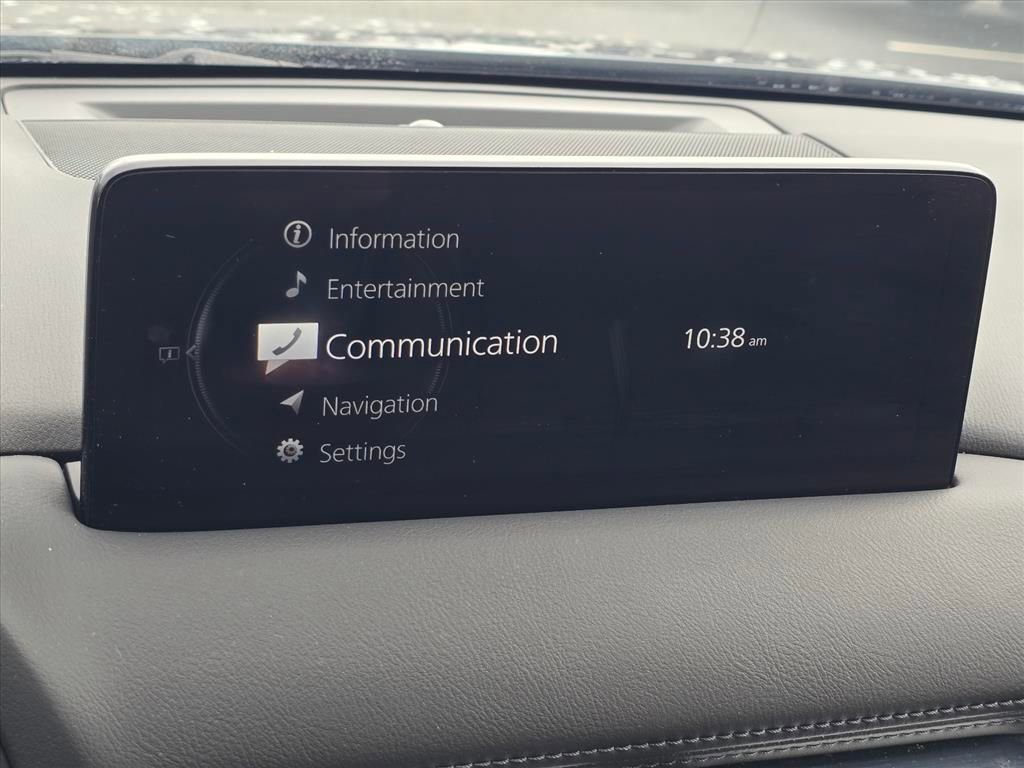 Information
Entertainment
Communication
10:38 am
Navigation
Settings